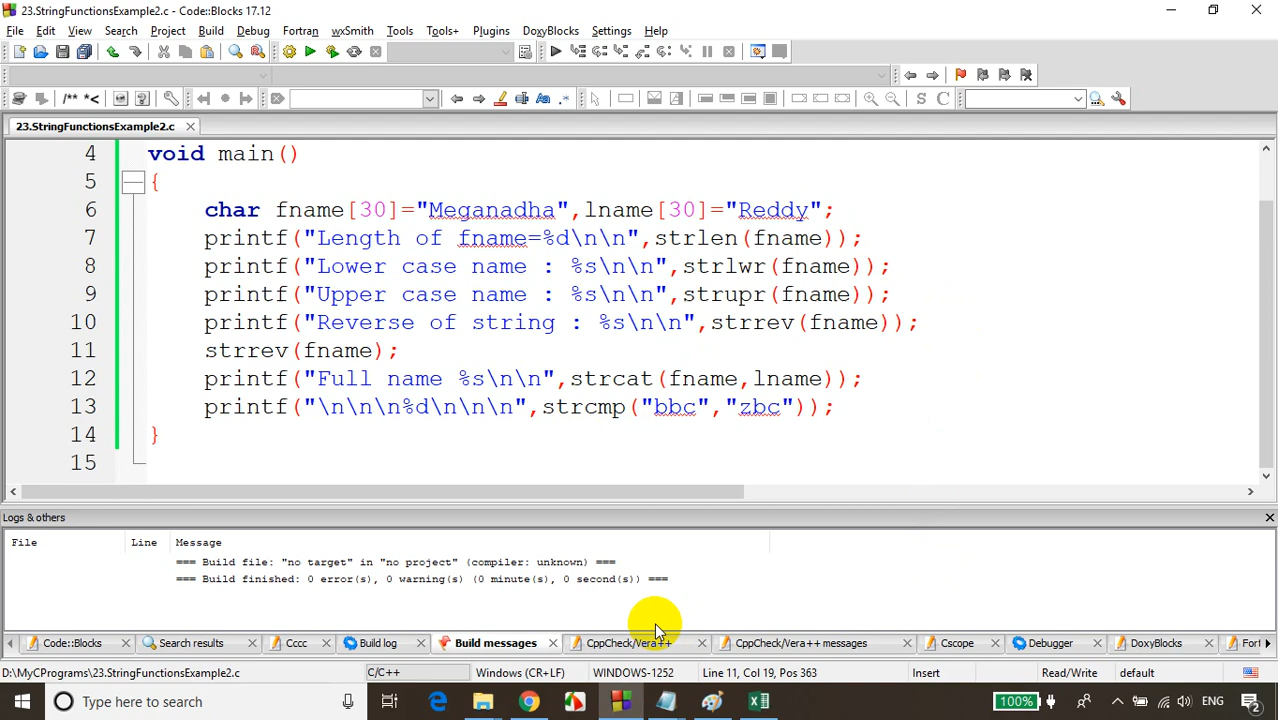 23.StringFunctionsExample2.c - Code::Blocks 17.12
File Edit View Search Project Build Debug Fortran wxSmith Tools Tools+ Plugins DoxyBlocks Settings Help
/** *<
S C
23.StringFunctionsExample2.c
4 void main()
5 {
6 char fname[30]="Meganadha",lname[30]="Reddy";
7 printf("Length of fname=%d\n\n",strlen(fname));
8 printf("Lower case name : %s\n\n",strlwr(fname));
9 printf("Upper case name : %s\n\n",strupr(fname));
10 printf("Reverse of string : %s\n\n",strrev(fname));
11 strrev(fname);
12 printf("Full name %s\n\n",strcat(fname,lname));
13 printf("\n\n\n%d\n\n\n",strcmp("bbc","zbc"));
14 }
15
Logs & others
File Line Message
=== Build file: "no target" in "no project" (compiler: unknown) ===
=== Build finished: 0 error(s), 0 warning(s) (0 minute(s), 0 second(s)) ===
Code::Blocks Search results Cccc Build log Build messages CppCheck/Vera++ CppCheck/Vera++ messages Cscope Debugger DoxyBlocks Fort
D:\MyCPrograms\23.StringFunctionsExample2.c C/C++ Windows (CR+LF) WINDOWS-1252 Line 11, Col 19, Pos 363 Insert Read/Write default
Type here to search 100% ENG 2